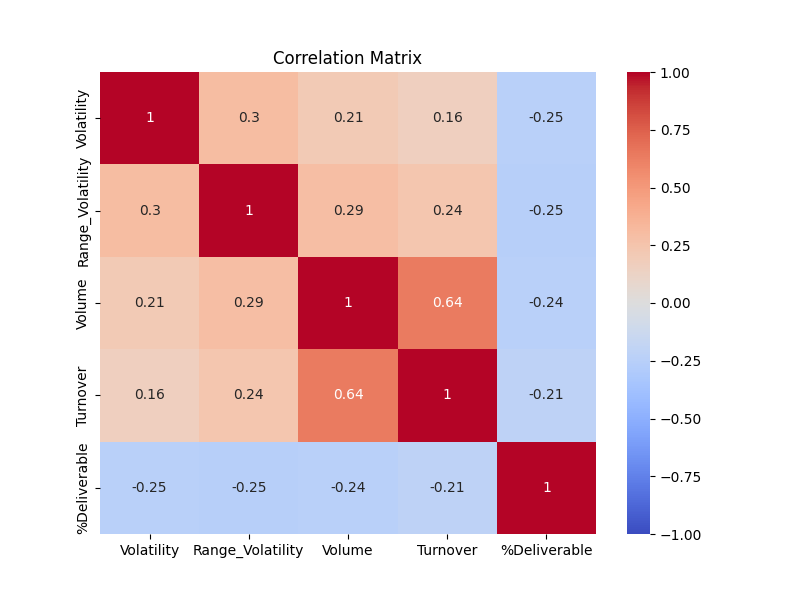 Correlation Matrix
Volatility 1 0.3 0.21 0.16 -0.25
Range_Volatility 0.3 1 0.29 0.24 -0.25
Volume 0.21 0.29 1 0.64 -0.24
Turnover 0.16 0.24 0.64 1 -0.21
%Deliverable -0.25 -0.25 -0.24 -0.21 1
Volatility Range_Volatility Volume Turnover %Deliverable
1.00
0.75
0.50
0.25
0.00
−0.25
−0.50
−0.75
−1.00